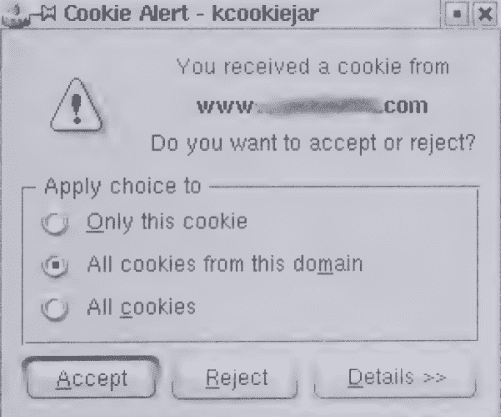 Cookie Alert - kcookiejar
You received a cookie from
www. .com
Do you want to accept or reject?
Apply choice to
Only this cookie
All cookies from this domain
All cookies
Accept
Reject
Details >>